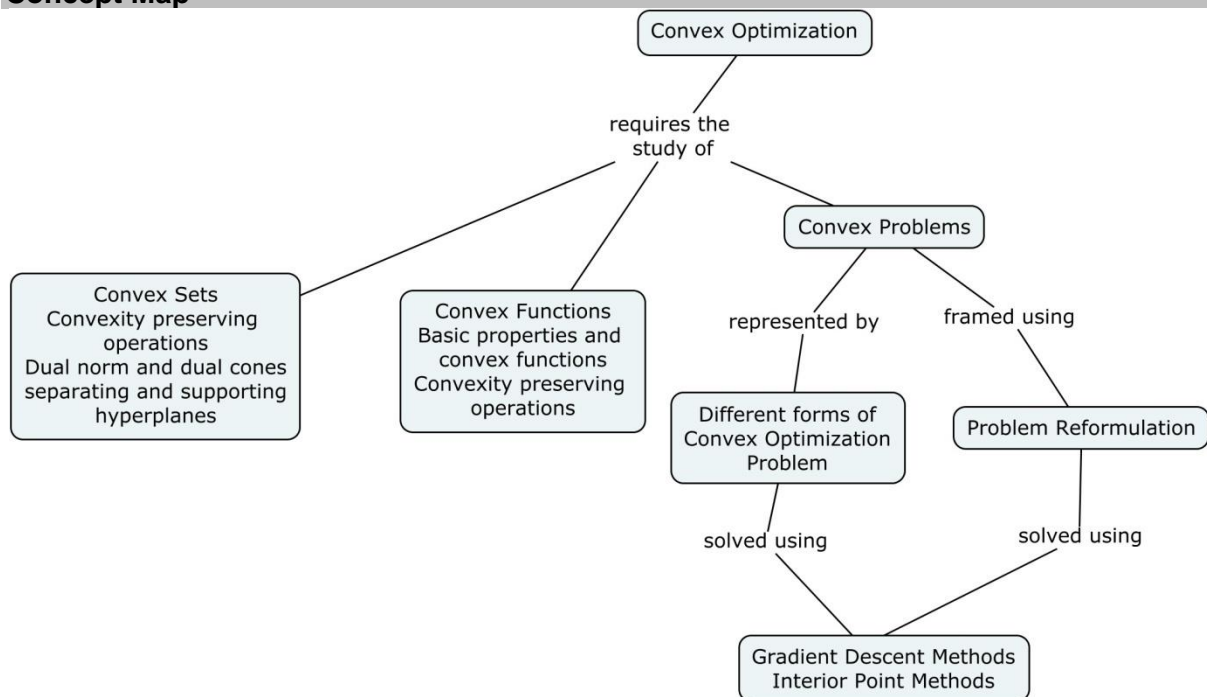 Concept Map
Convex Optimization
requires the
study of
Convex Problems
Convex Sets
Convexity preserving
operations
Dual norm and dual cones
separating and supporting
hyperplanes
Convex Functions
Basic properties and
convex functions
Convexity preserving
operations
represented by
framed using
Different forms of
Convex Optimization
Problem
Problem Reformulation
solved using
solved using
Gradient Descent Methods
Interior Point Methods